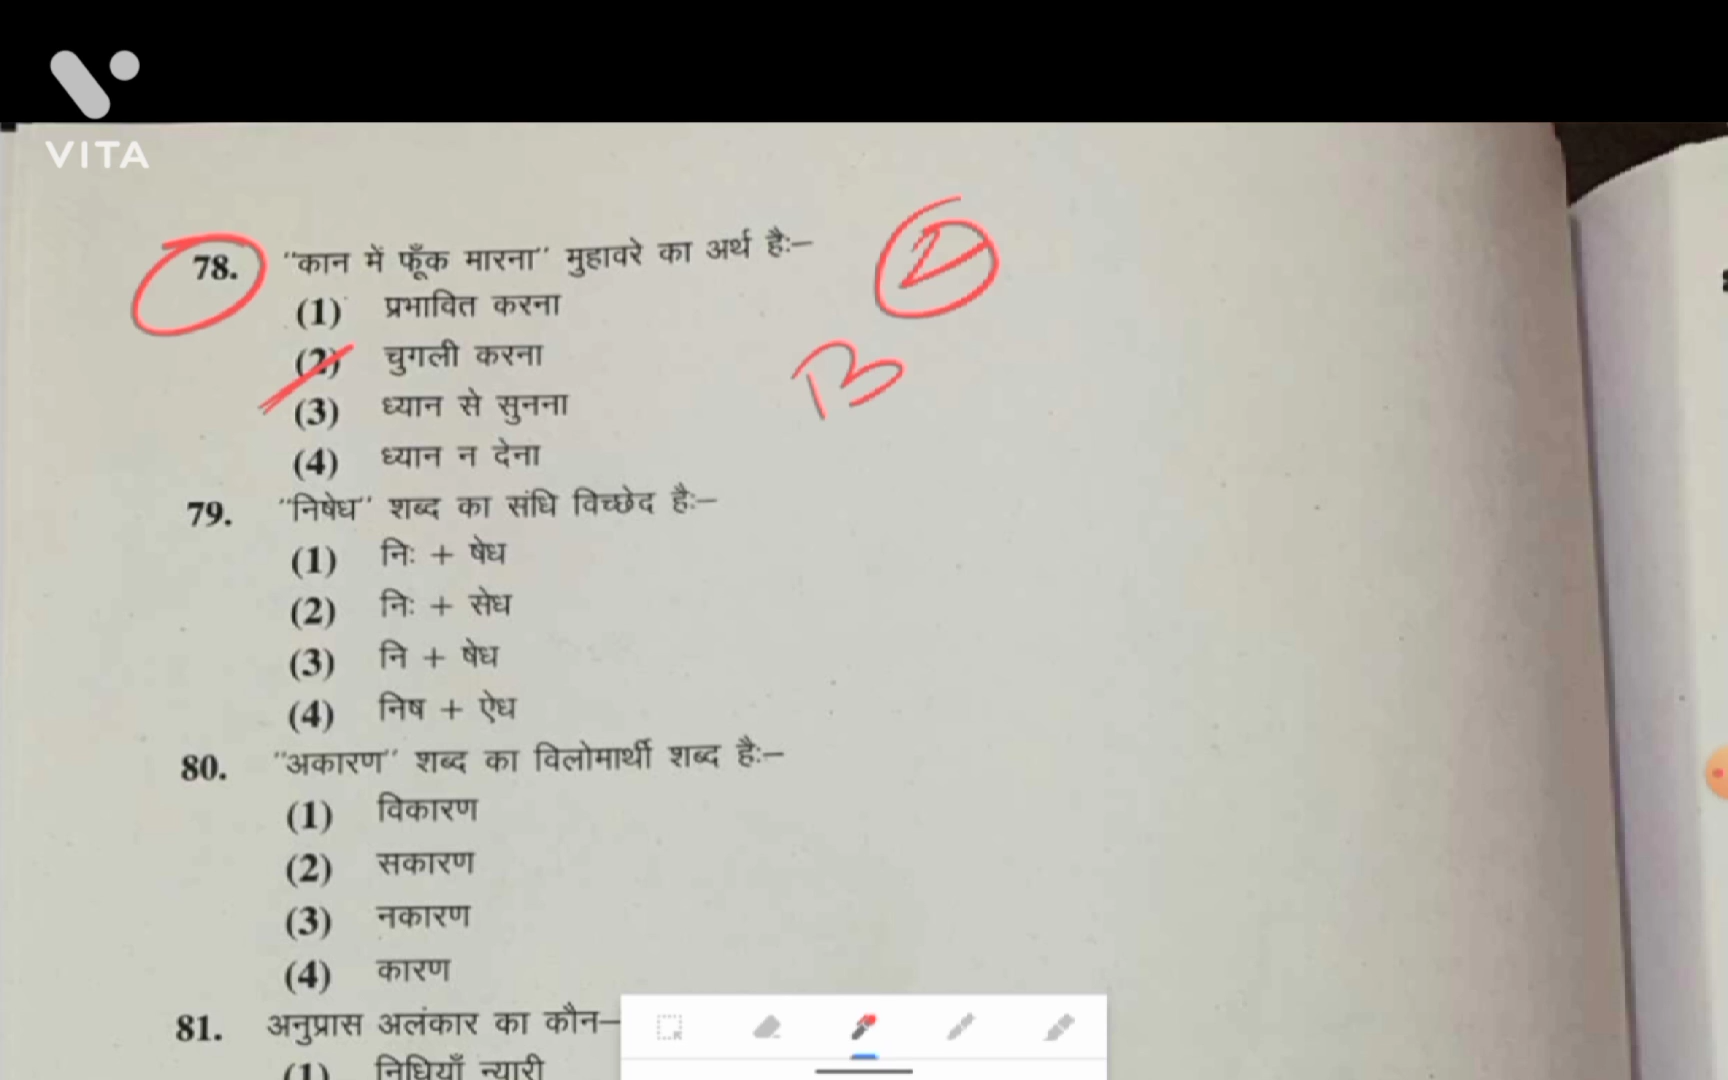 VITA
78. "कान में फूँक मारना" मुहावरे का अर्थ है:–
(1) प्रभावित करना
(2) चुगली करना
(3) ध्यान से सुनना
(4) ध्यान न देना
2
B
79. "निषेध" शब्द का संधि विच्छेद है:–
(1) निः + षेध
(2) निः + सेध
(3) नि + षेध
(4) निष + ऐध
80. "अकारण" शब्द का विलोमार्थी शब्द है:–
(1) विकारण
(2) सकारण
(3) नकारण
(4) कारण
81. अनुप्रास अलंकार का कौन–
(1) निधियाँ न्यारी